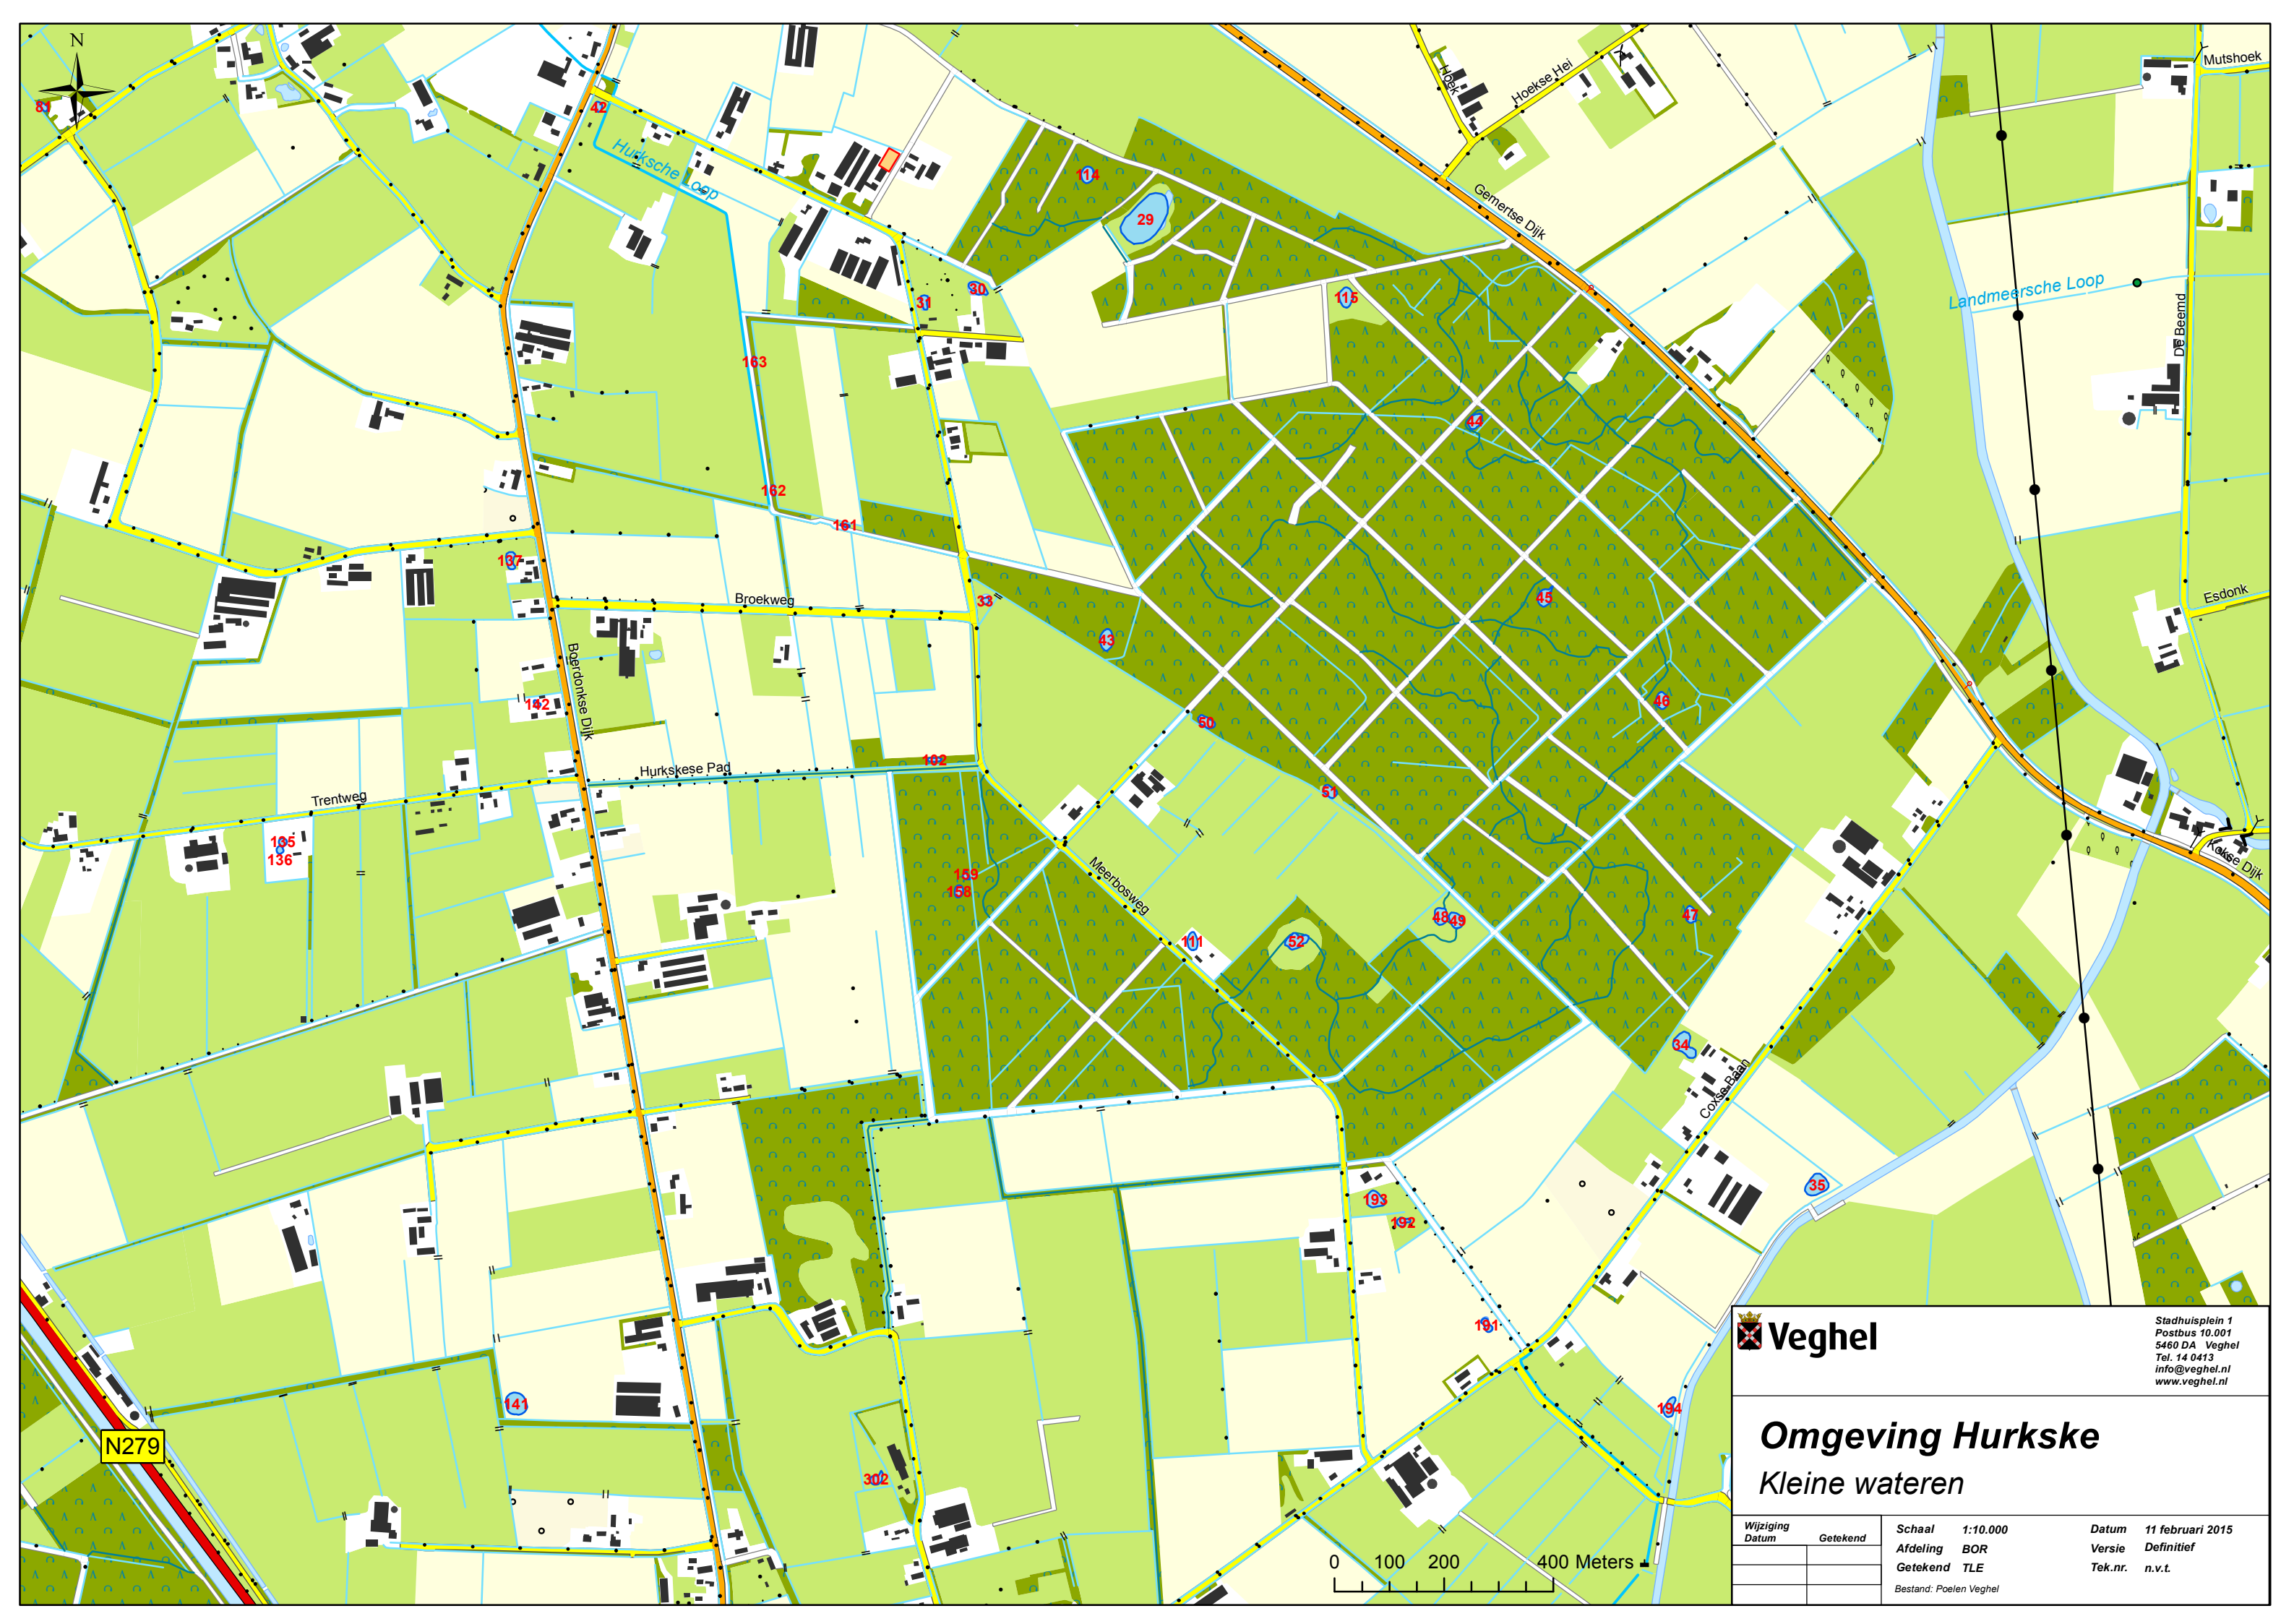 N
Mutshoek
Hoek
Hoekse Hei
81
42
Hurksche Loop
114
29
Gemertse Dijk
Landmeersche Loop
De Beemd
30
31
115
163
44
162
161
137
Broekweg
33
45
Esdonk
43
Boerdonkse Dijk
142
46
50
102
Hurkskese Pad
51
Trentweg
135
136
Kokse Dijk
Meerbosweg
159
158
48
49
47
111
52
34
Coxse Baan
35
193
192
191
141
194
N279
302
0 100 200 400 Meters
Veghel
Stadhuisplein 1
Postbus 10.001
5460 DA Veghel
Tel. 14 0413
info@veghel.nl
www.veghel.nl
Omgeving Hurkske
Kleine wateren
Wijziging
Datum Getekend
Schaal 1:10.000
Afdeling BOR
Getekend TLE
Datum 11 februari 2015
Versie Definitief
Tek.nr. n.v.t.
Bestand: Poelen Veghel